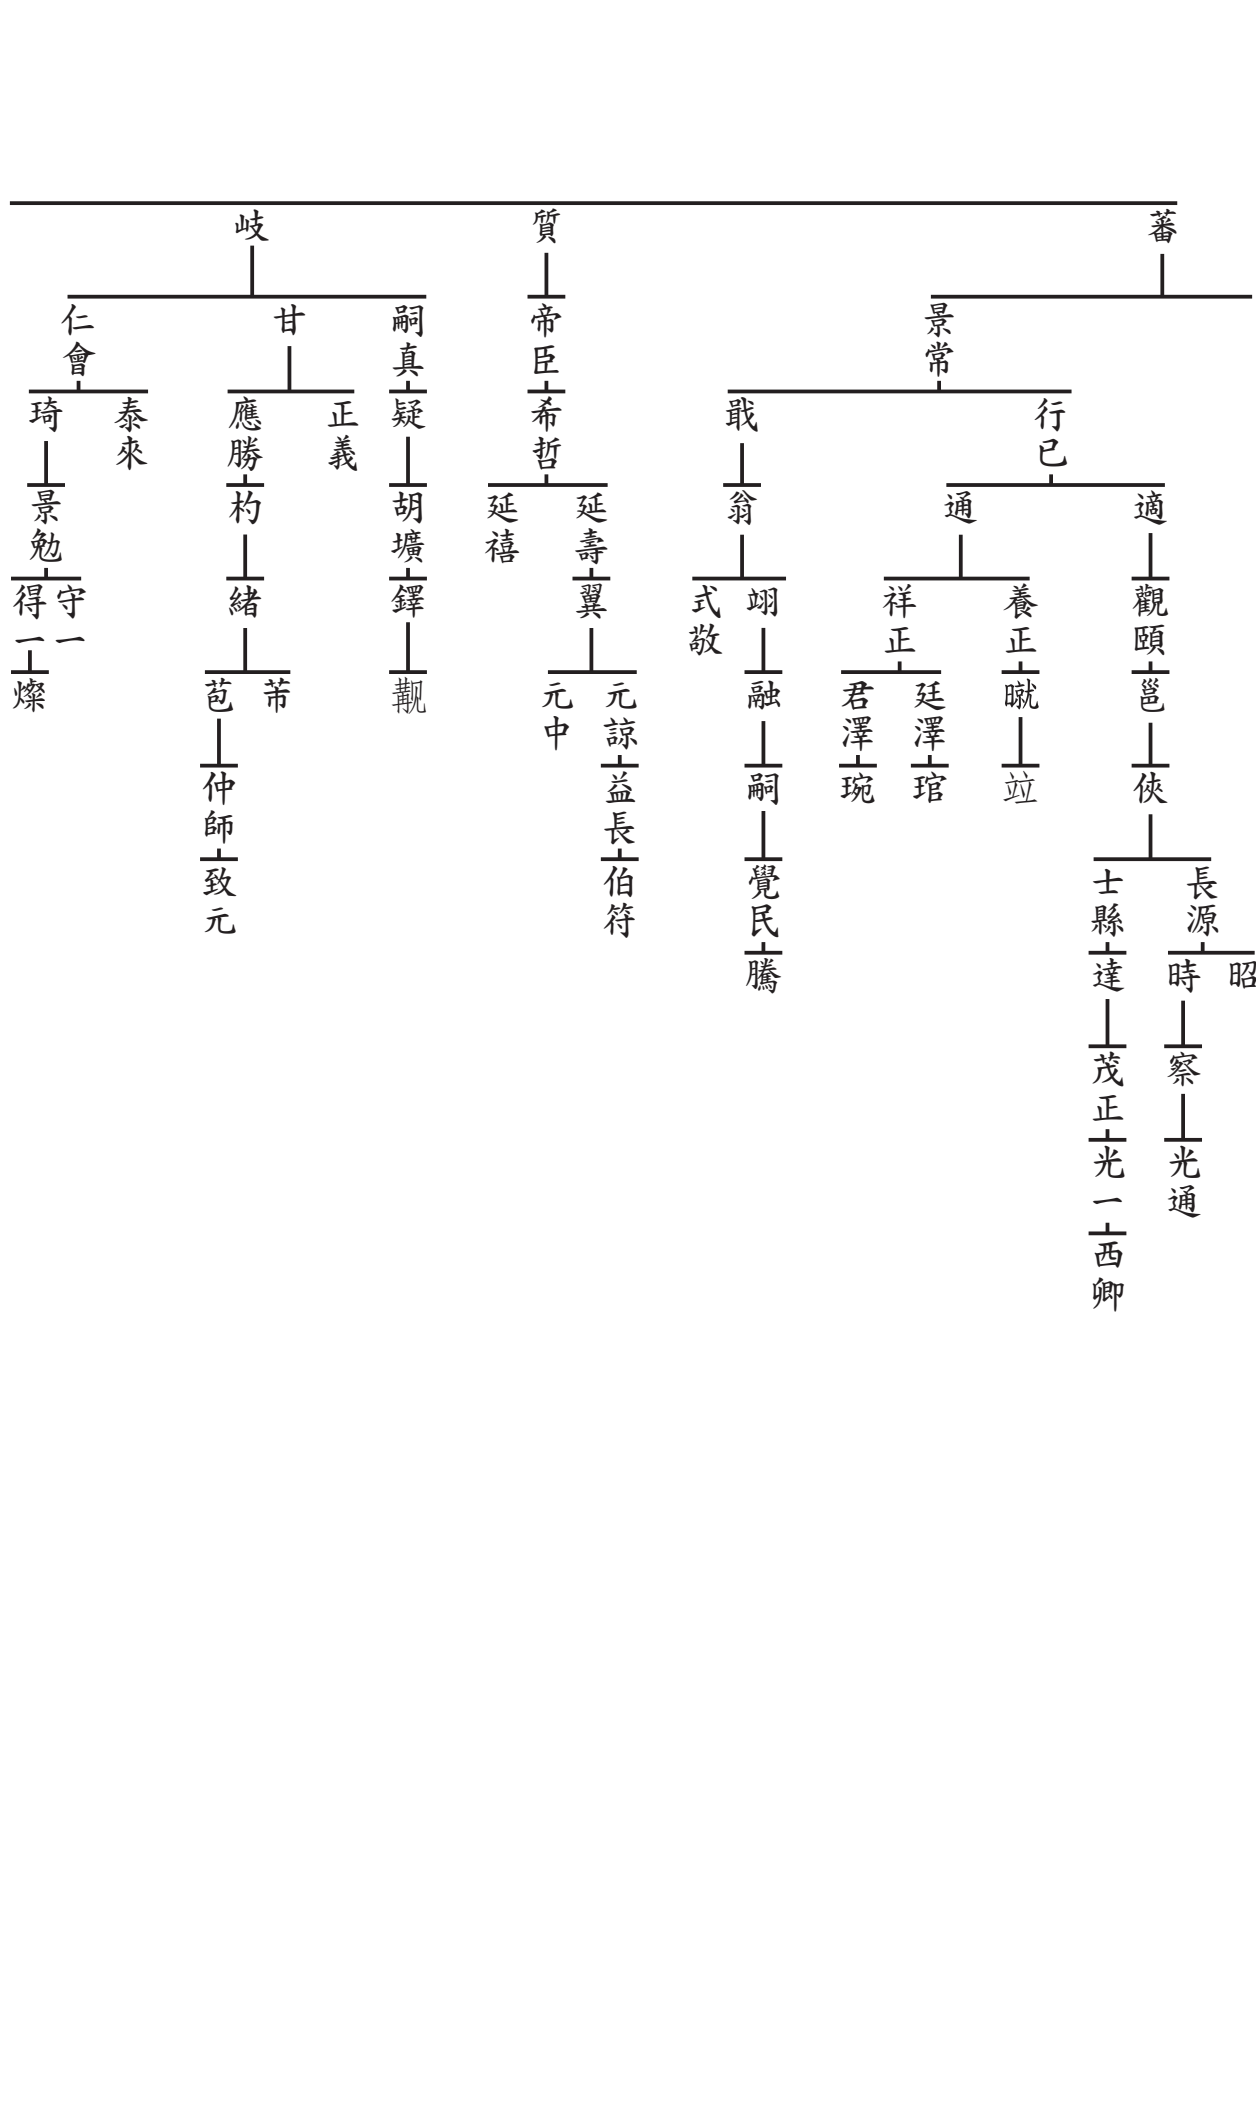 蕃
質
岐
景常
帝臣
嗣真
甘
仁會
行已
戢
希哲
疑
正義
應勝
泰來
琦
適
通
翁
延壽
延禧
胡壙
杓
景勉
觀頤
養正
祥正
翊
式敬
翼
鐸
緒
守一
得一
邕
廷澤
君澤
融
元諒
元中
芾
苞
燦
俠
琯
琬
嗣
益長
仲師
長源
士縣
覺民
伯符
致元
昭
時
達
騰
察
茂正
光通
光一
西卿